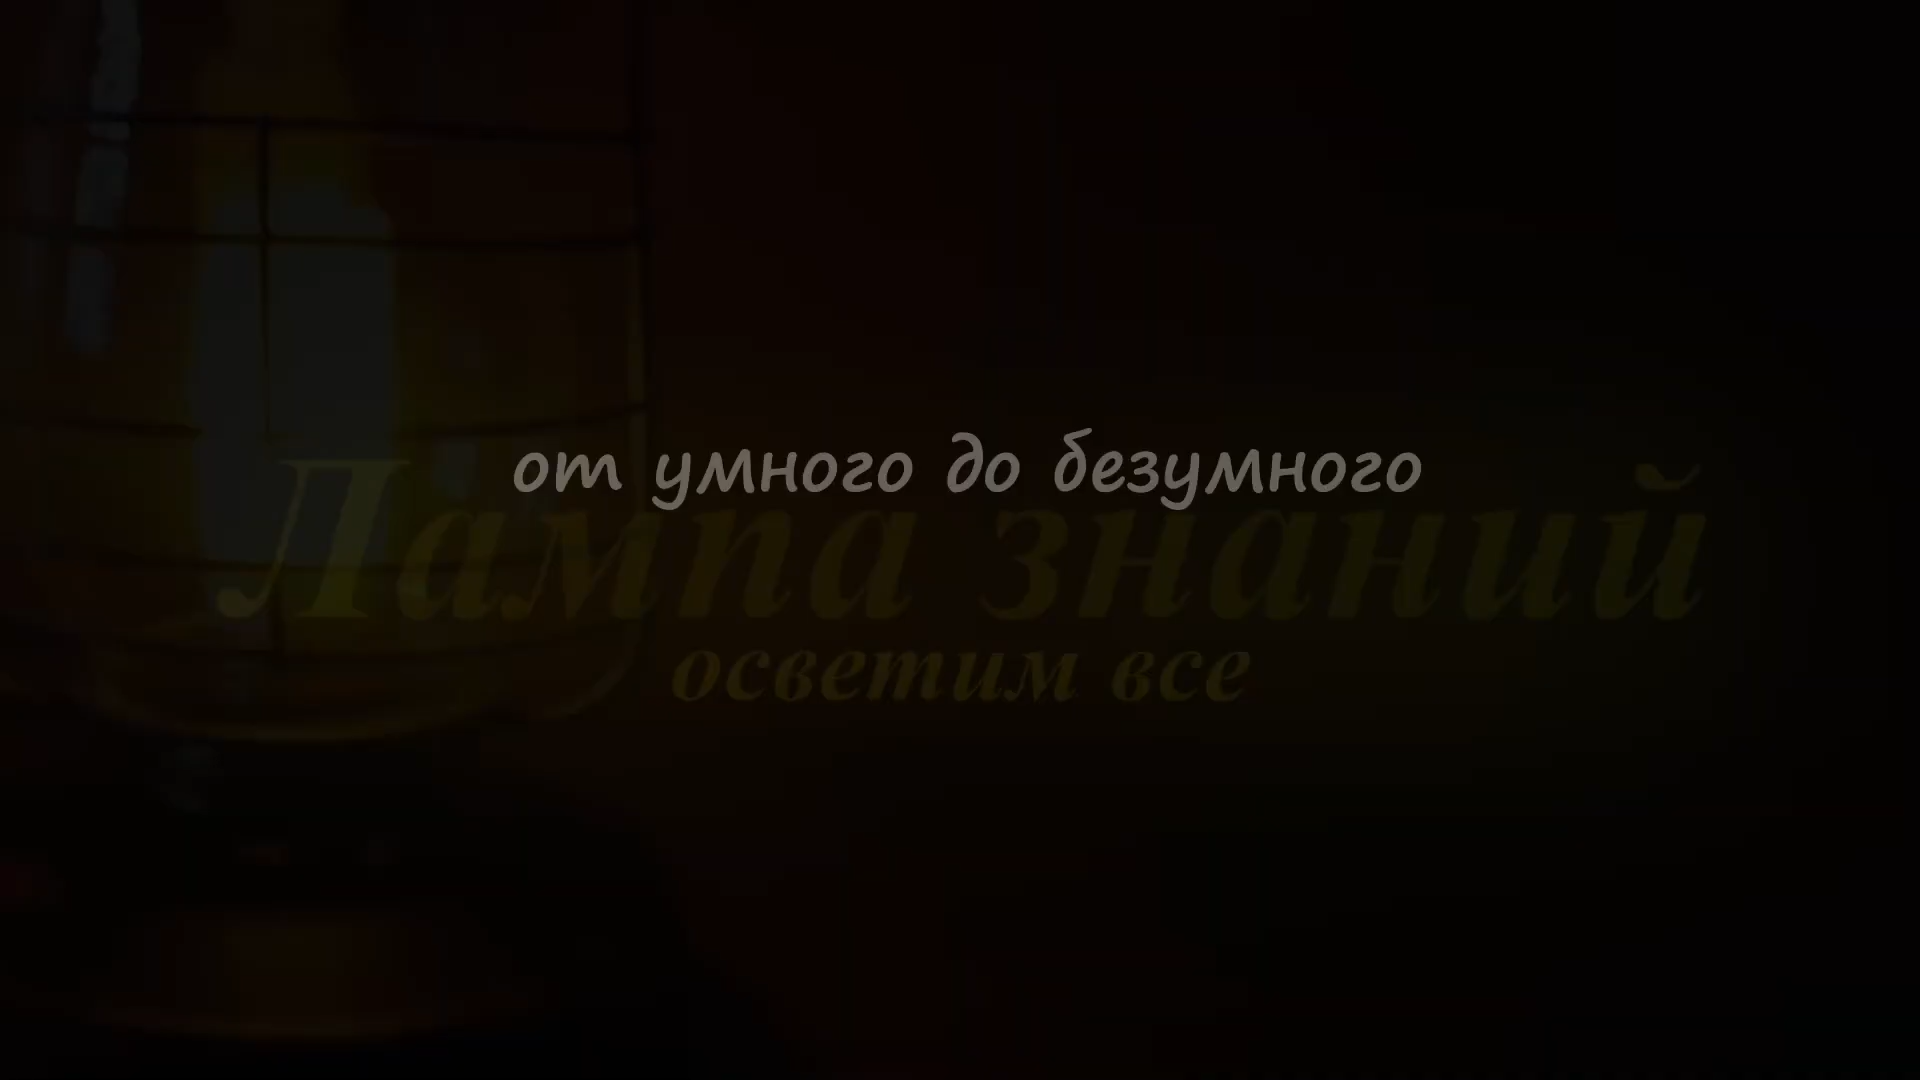 от умного до безумного
Лампа знаний
осветим все